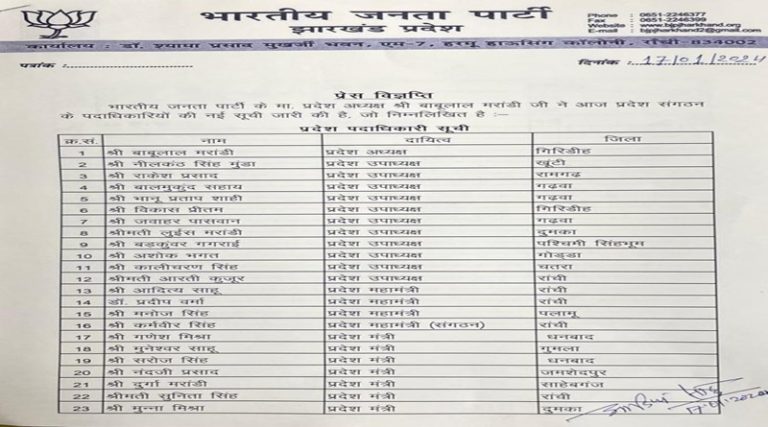 भारतीय जनता पार्टी
झारखंड प्रदेश
Phone : 0651-2246377
Fax : 0651-2246399
Website : www.bjpjharkhand.org
E-mail : bjpjharkhand2@gmail.com
कार्यालय : डॉ. श्यामा प्रसाद मुखर्जी भवन, एम-7, हरमू हाऊसिंग कॉलोनी, राँची-834002
पत्रांक :
दिनांक : 17/01/2024
प्रेस विज्ञप्ति
भारतीय जनता पार्टी के मा. प्रदेश अध्यक्ष श्री बाबूलाल मरांडी जी ने आज प्रदेश संगठन
के पदाधिकारियों की नई सूची जारी की है, जो निम्नलिखित है :–
प्रदेश पदाधिकारी सूची
क्र.सं. नाम दायित्व जिला
1 श्री बाबूलाल मरांडी प्रदेश अध्यक्ष गिरिडीह
2 श्री नीलकंठ सिंह मुंडा प्रदेश उपाध्यक्ष खूंटी
3 श्री राकेश प्रसाद प्रदेश उपाध्यक्ष रामगढ़
4 श्री बालमुकुंद सहाय प्रदेश उपाध्यक्ष गढ़वा
5 श्री भानू प्रताप शाही प्रदेश उपाध्यक्ष गढ़वा
6 श्री विकास प्रीतम प्रदेश उपाध्यक्ष गिरिडीह
7 श्री जवाहर पासवान प्रदेश उपाध्यक्ष गढ़वा
8 श्रीमती लुईस मरांडी प्रदेश उपाध्यक्ष दुमका
9 श्री बड़कुंवर गगराई प्रदेश उपाध्यक्ष पश्चिमी सिंहभूम
10 श्री अशोक भगत प्रदेश उपाध्यक्ष गोड्डा
11 श्री कालीचरण सिंह प्रदेश उपाध्यक्ष चतरा
12 श्रीमती आरती कुजूर प्रदेश उपाध्यक्ष रांची
13 श्री आदित्य साहू प्रदेश महामंत्री रांची
14 डॉ. प्रदीप वर्मा प्रदेश महामंत्री रांची
15 श्री मनोज सिंह प्रदेश महामंत्री पलामू
16 श्री कर्मवीर सिंह प्रदेश महामंत्री (संगठन) रांची
17 श्री गणेश मिश्रा प्रदेश मंत्री धनबाद
18 श्री मुनेश्वर साहू प्रदेश मंत्री गुमला
19 श्री सरोज सिंह प्रदेश मंत्री धनबाद
20 श्री नंदजी प्रसाद प्रदेश मंत्री जमशेदपुर
21 श्री दुर्गा मरांडी प्रदेश मंत्री साहेबगंज
22 श्रीमती सुनिता सिंह प्रदेश मंत्री रांची
23 श्री मुन्ना मिश्रा प्रदेश मंत्री दुमका